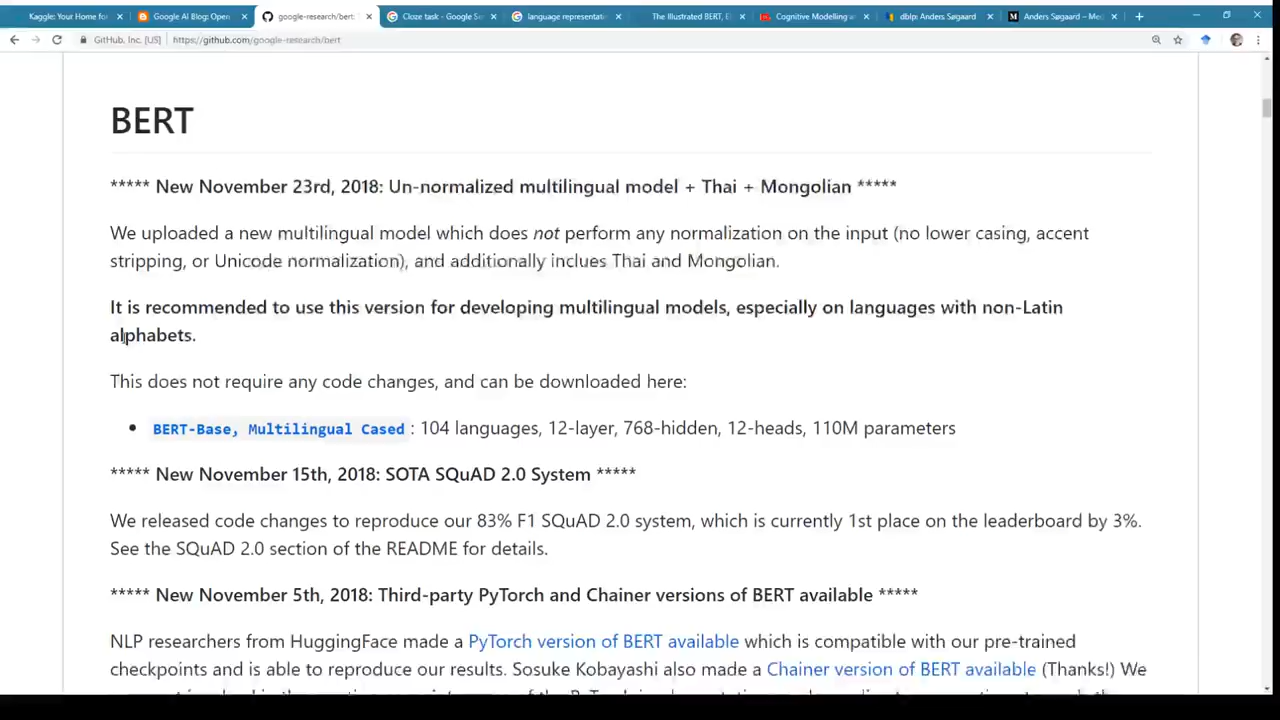 Kaggle: Your Home for
Google AI Blog: Open
google-research/bert:
Cloze task - Google
language representati
The Illustrated BERT,
Cognitive Modelling
dblp: Anders Søgaard
Anders Søgaard – Me
GitHub, Inc. [US] https://github.com/google-research/bert
BERT
***** New November 23rd, 2018: Un-normalized multilingual model + Thai + Mongolian *****
We uploaded a new multilingual model which does not perform any normalization on the input (no lower casing, accent
stripping, or Unicode normalization), and additionally inclues Thai and Mongolian.
It is recommended to use this version for developing multilingual models, especially on languages with non-Latin
alphabets.
This does not require any code changes, and can be downloaded here:
• BERT-Base, Multilingual Cased : 104 languages, 12-layer, 768-hidden, 12-heads, 110M parameters
***** New November 15th, 2018: SOTA SQuAD 2.0 System *****
We released code changes to reproduce our 83% F1 SQuAD 2.0 system, which is currently 1st place on the leaderboard by 3%.
See the SQuAD 2.0 section of the README for details.
***** New November 5th, 2018: Third-party PyTorch and Chainer versions of BERT available *****
NLP researchers from HuggingFace made a PyTorch version of BERT available which is compatible with our pre-trained
checkpoints and is able to reproduce our results. Sosuke Kobayashi also made a Chainer version of BERT available (Thanks!) We